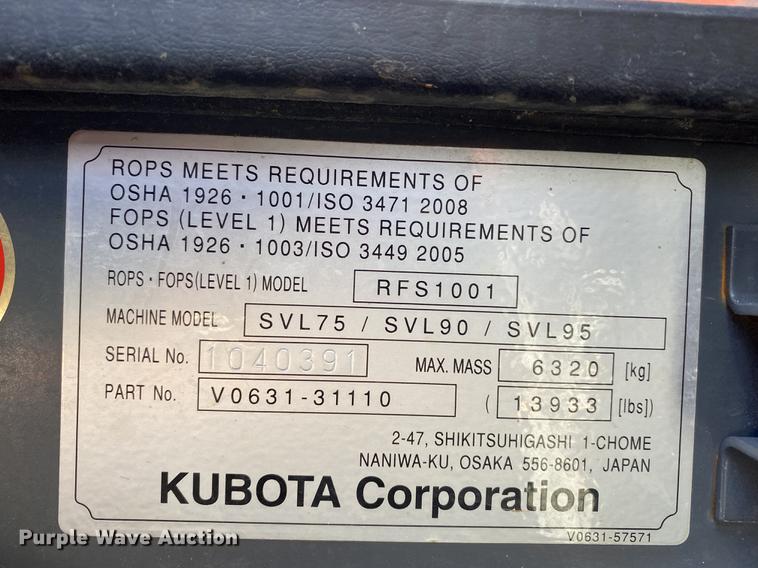 ROPS MEETS REQUIREMENTS OF
OSHA 1926・1001/ISO 3471 2008
FOPS (LEVEL 1) MEETS REQUIREMENTS OF
OSHA 1926・1003/ISO 3449 2005
ROPS・FOPS(LEVEL 1) MODEL RFS1001
MACHINE MODEL SVL75 / SVL90 / SVL95
SERIAL No. 1040391 MAX. MASS 6320 [kg]
PART No. V0631-31110 ( 13933 [lbs])
2-47, SHIKITSUHIGASHI 1-CHOME
NANIWA-KU, OSAKA 556-8601, JAPAN
KUBOTA Corporation
V0631-57571
Purple Wave Auction